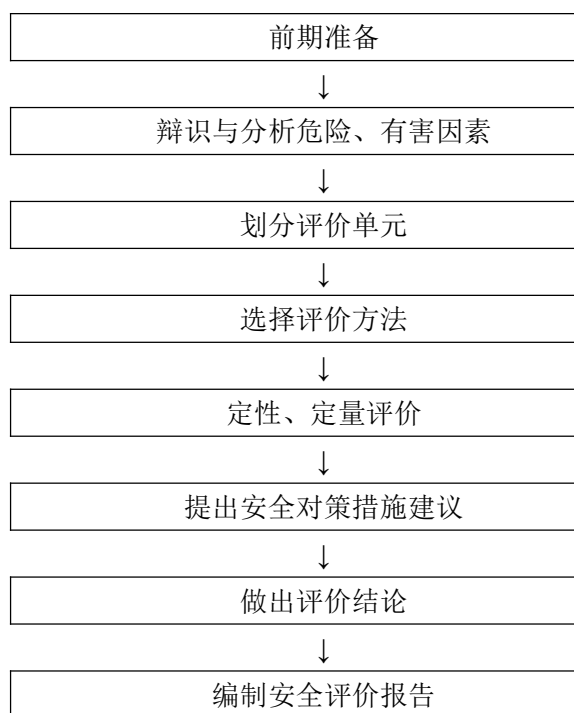 前期准备
↓
辩识与分析危险、有害因素
↓
划分评价单元
↓
选择评价方法
↓
定性、定量评价
↓
提出安全对策措施建议
↓
做出评价结论
↓
编制安全评价报告